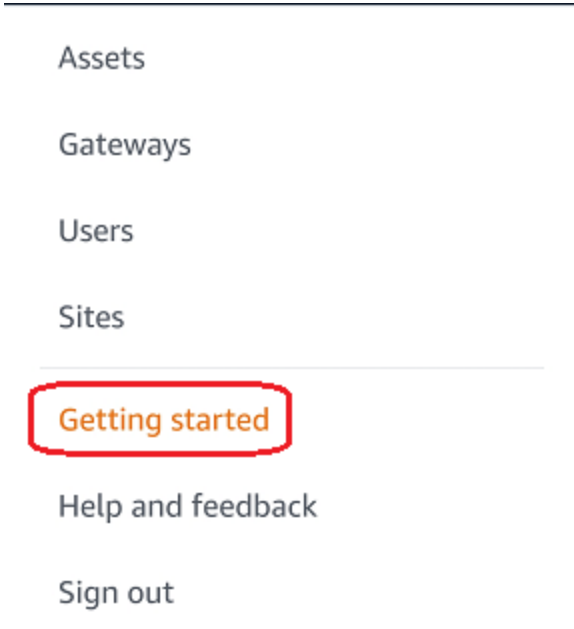 Assets
Gateways
Users
Sites
Getting started
Help and feedback
Sign out